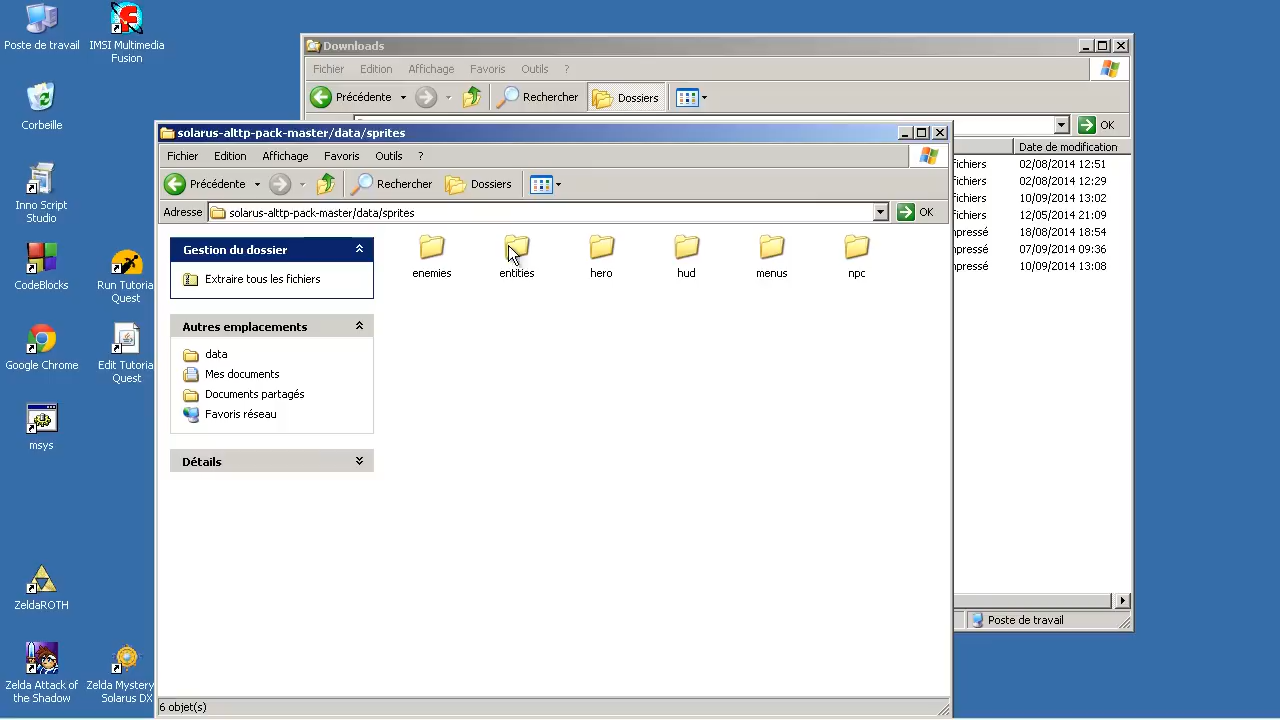 Poste de travail
IMSI Multimedia
Fusion
Corbeille
Inno Script
Studio
CodeBlocks
Run Tutoria
Quest
Google Chrome
Edit Tutoria
Quest
msys
ZeldaROTH
Zelda Attack of
the Shadow
Zelda Mystery
Solarus DX
Downloads
Fichier Edition Affichage Favoris Outils ?
Précédente Rechercher Dossiers
OK
Date de modification
fichiers 02/08/2014 12:51
fichiers 02/08/2014 12:29
fichiers 10/09/2014 13:02
fichiers 12/05/2014 21:09
mpressé 18/08/2014 18:54
mpressé 07/09/2014 09:36
mpressé 10/09/2014 13:08
Poste de travail
solarus-alttp-pack-master/data/sprites
Fichier Edition Affichage Favoris Outils ?
Précédente Rechercher Dossiers
Adresse solarus-alttp-pack-master/data/sprites OK
Gestion du dossier
Extraire tous les fichiers
Autres emplacements
data
Mes documents
Documents partagés
Favoris réseau
Détails
enemies entities hero hud menus npc
6 objet(s)